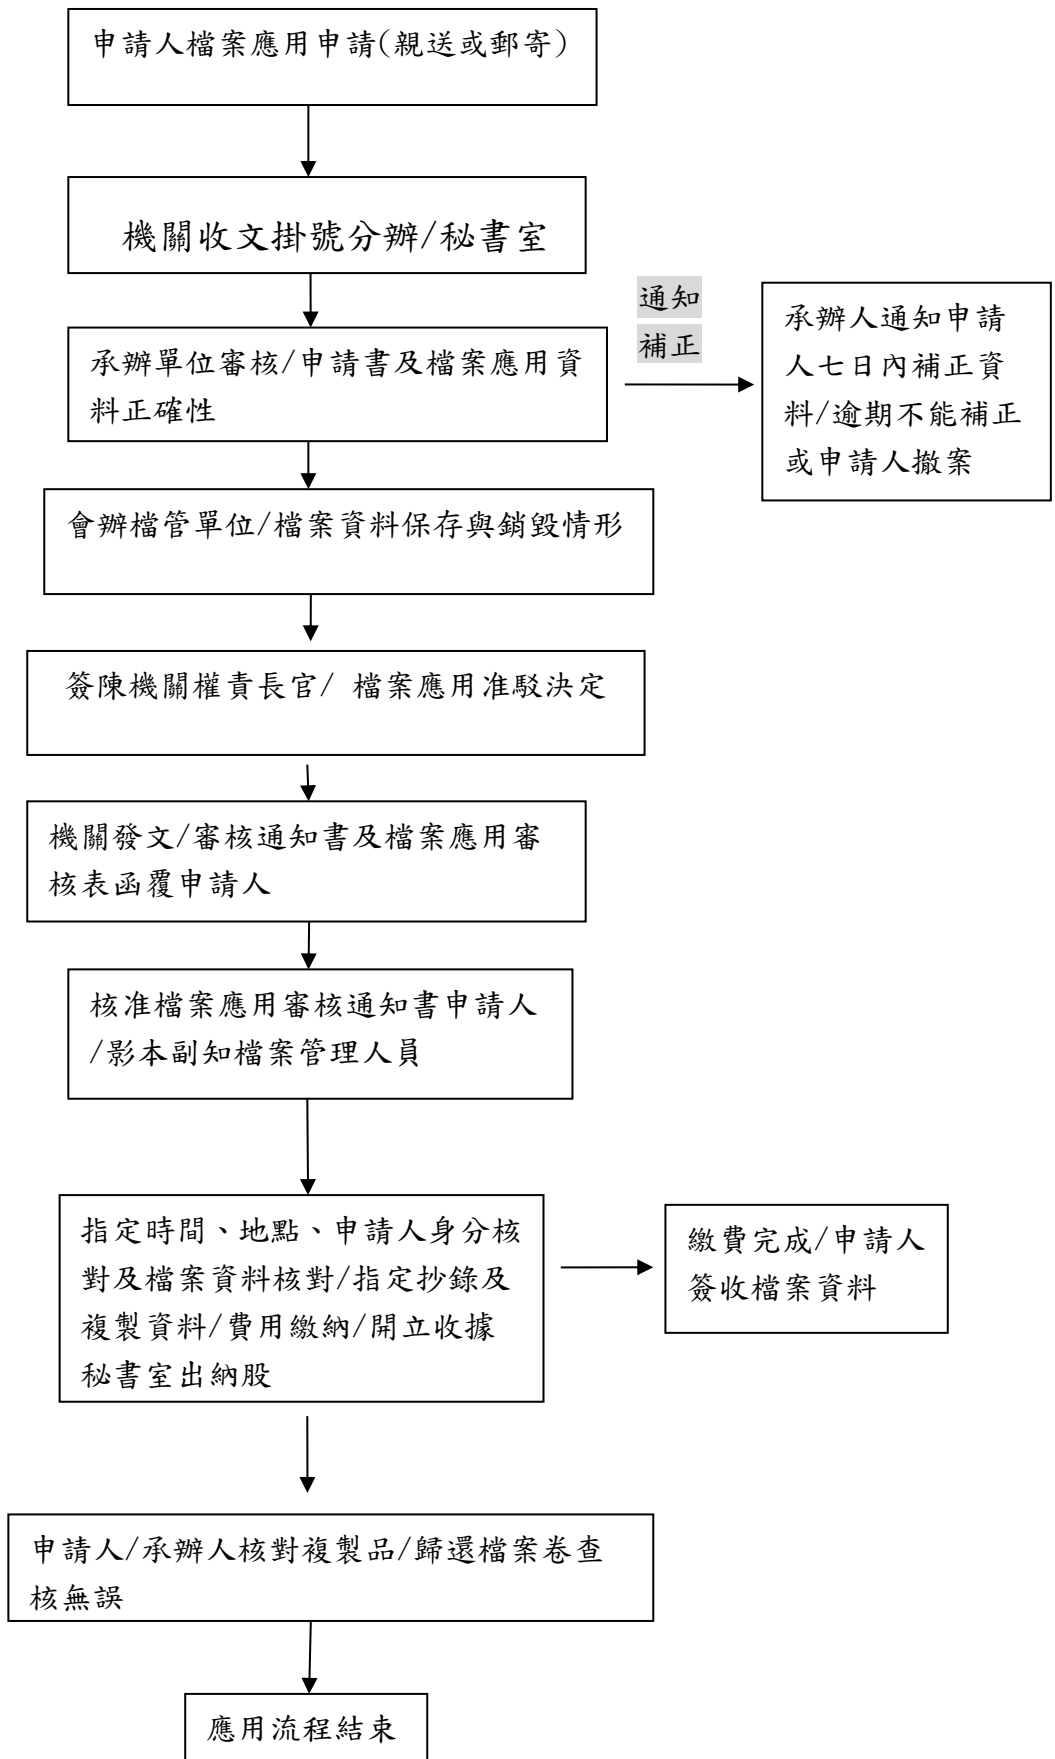 申請人檔案應用申請(親送或郵寄)
機關收文掛號分辦/秘書室
通知
補正
承辦單位審核/申請書及檔案應用資
料正確性
承辦人通知申請
人七日內補正資
料/逾期不能補正
或申請人撤案
會辦檔管單位/檔案資料保存與銷毀情形
簽陳機關權責長官/ 檔案應用准駁決定
機關發文/審核通知書及檔案應用審
核表函覆申請人
核准檔案應用審核通知書申請人
/影本副知檔案管理人員
指定時間、地點、申請人身分核
對及檔案資料核對/指定抄錄及
複製資料/費用繳納/開立收據
秘書室出納股
繳費完成/申請人
簽收檔案資料
申請人/承辦人核對複製品/歸還檔案卷查
核無誤
應用流程結束